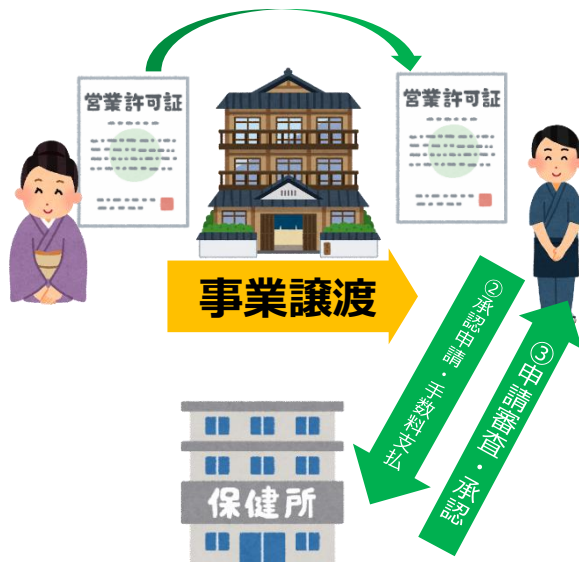 営業許可証
営業許可証
事業譲渡
②承認申請・手数料支払
③申請審査・承認
保健所